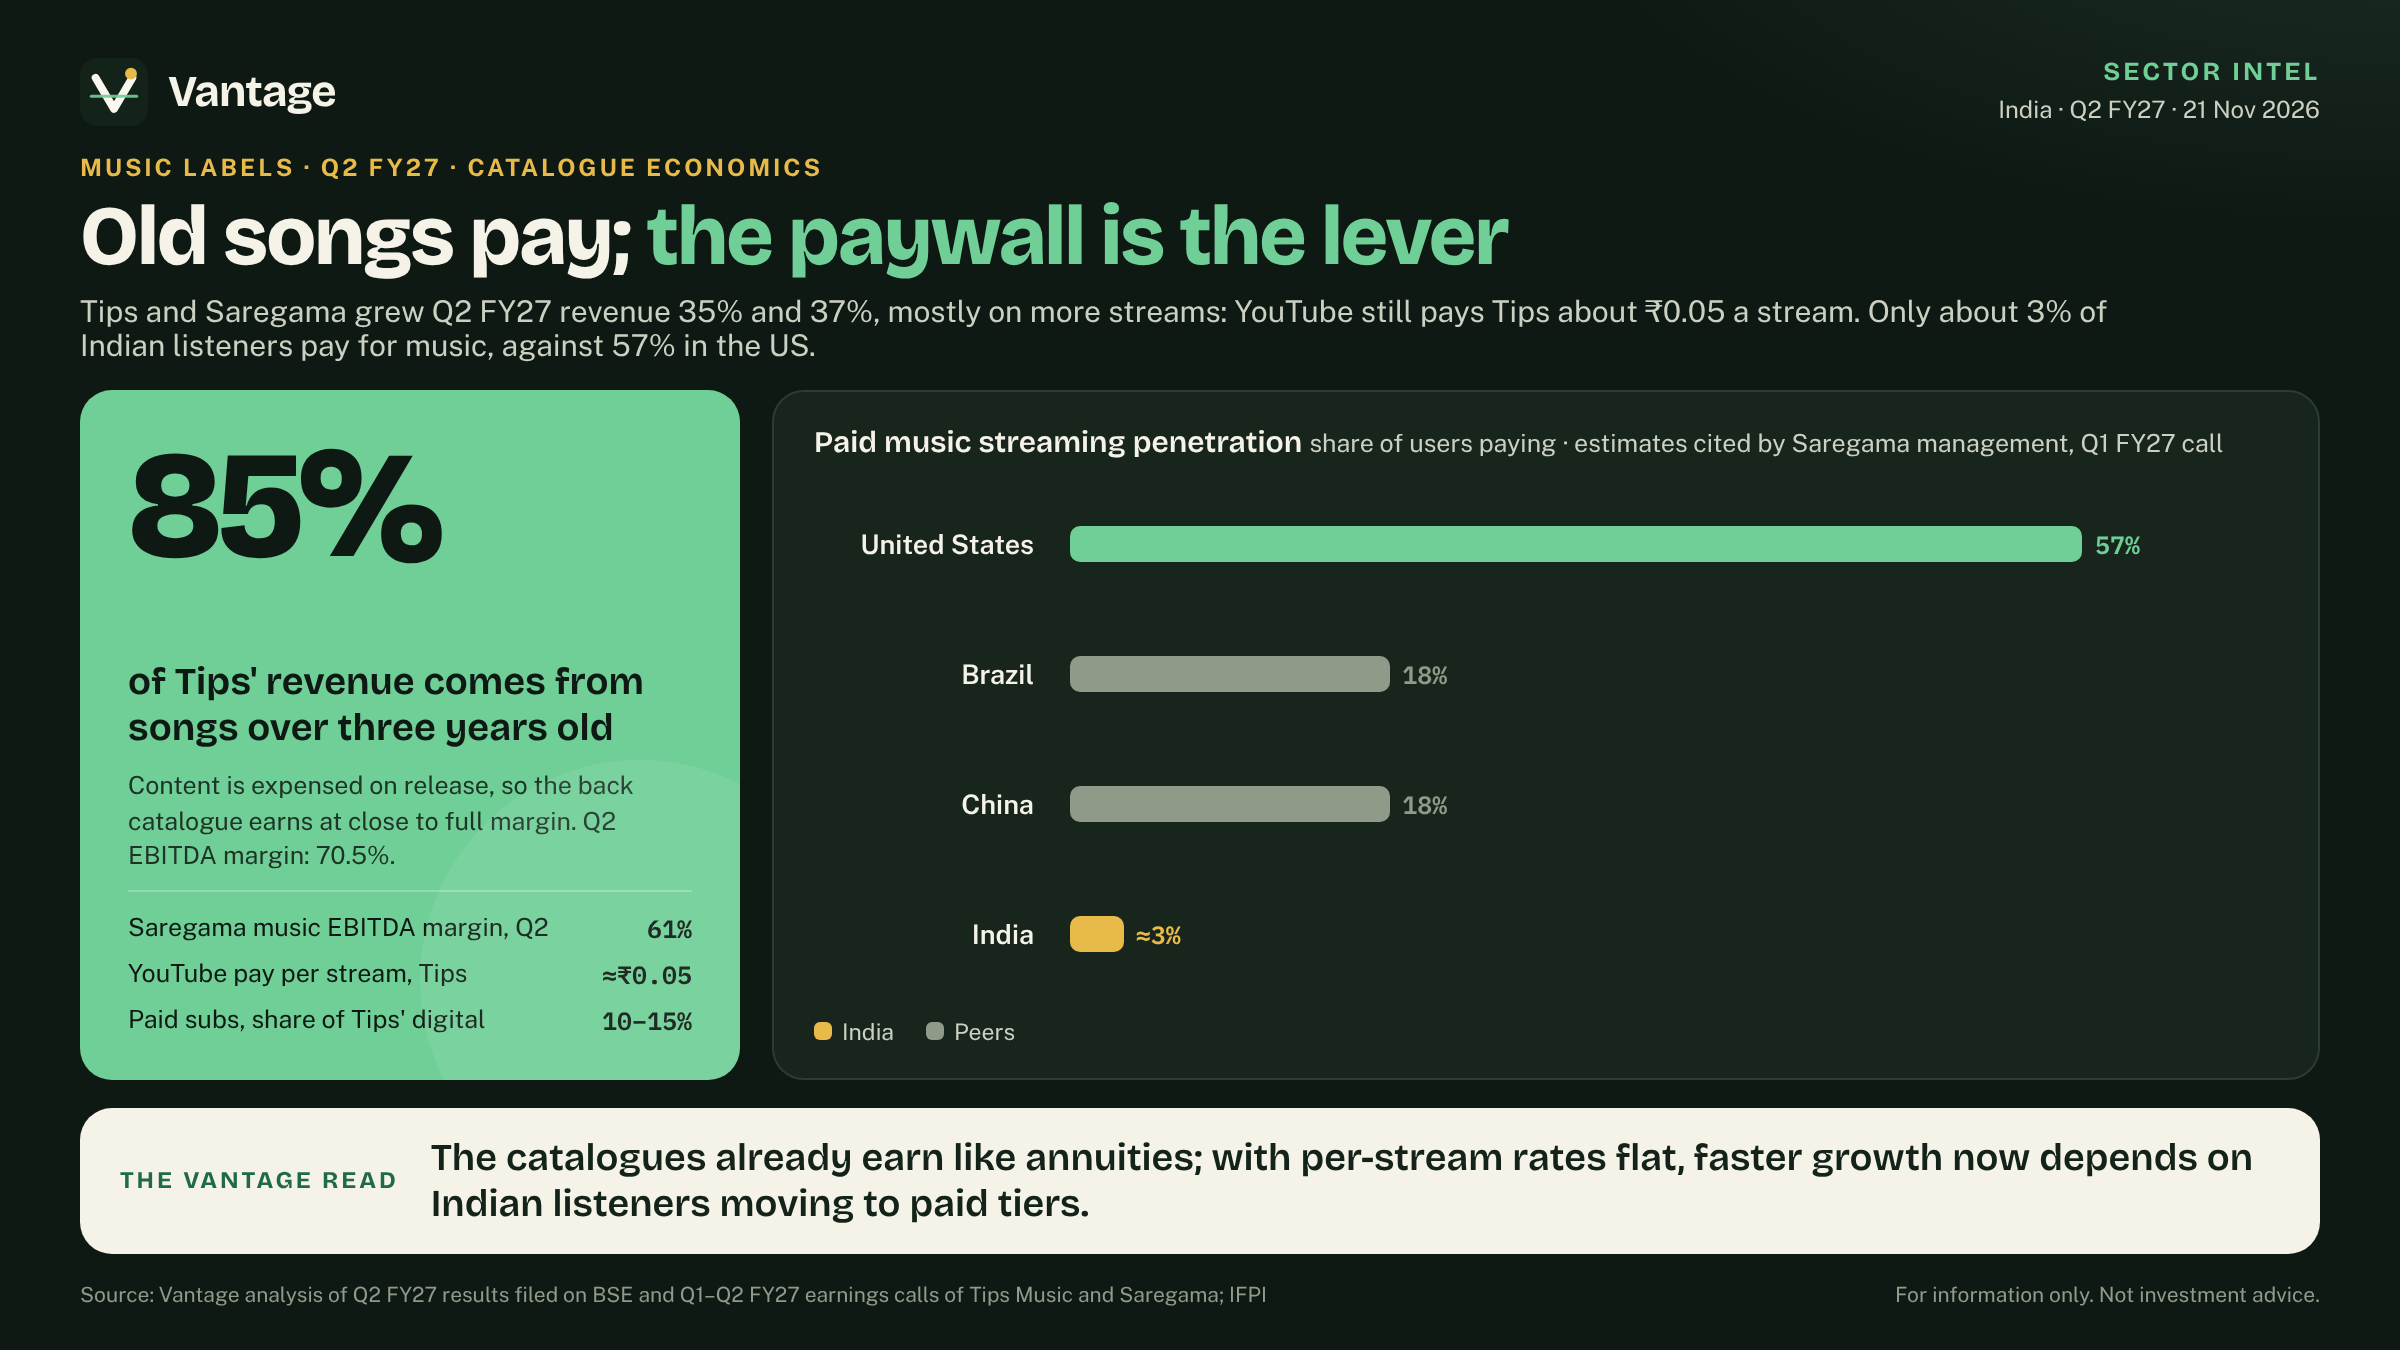 Vantage
SECTOR INTEL
India · Q2 FY27 · 21 Nov 2026
MUSIC LABELS · Q2 FY27 · CATALOGUE ECONOMICS
Old songs pay; the paywall is the lever
Tips and Saregama grew Q2 FY27 revenue 35% and 37%, mostly on more streams: YouTube still pays Tips about ₹0.05 a stream. Only about 3% of
Indian listeners pay for music, against 57% in the US.
85%
of Tips' revenue comes from
songs over three years old
Content is expensed on release, so the back
catalogue earns at close to full margin. Q2
EBITDA margin: 70.5%.
Saregama music EBITDA margin, Q2 61%
YouTube pay per stream, Tips ≈₹0.05
Paid subs, share of Tips' digital 10–15%
Paid music streaming penetration share of users paying · estimates cited by Saregama management, Q1 FY27 call
United States 57%
Brazil 18%
China 18%
India ≈3%
India Peers
THE VANTAGE READ
The catalogues already earn like annuities; with per-stream rates flat, faster growth now depends on
Indian listeners moving to paid tiers.
Source: Vantage analysis of Q2 FY27 results filed on BSE and Q1–Q2 FY27 earnings calls of Tips Music and Saregama; IFPI
For information only. Not investment advice.